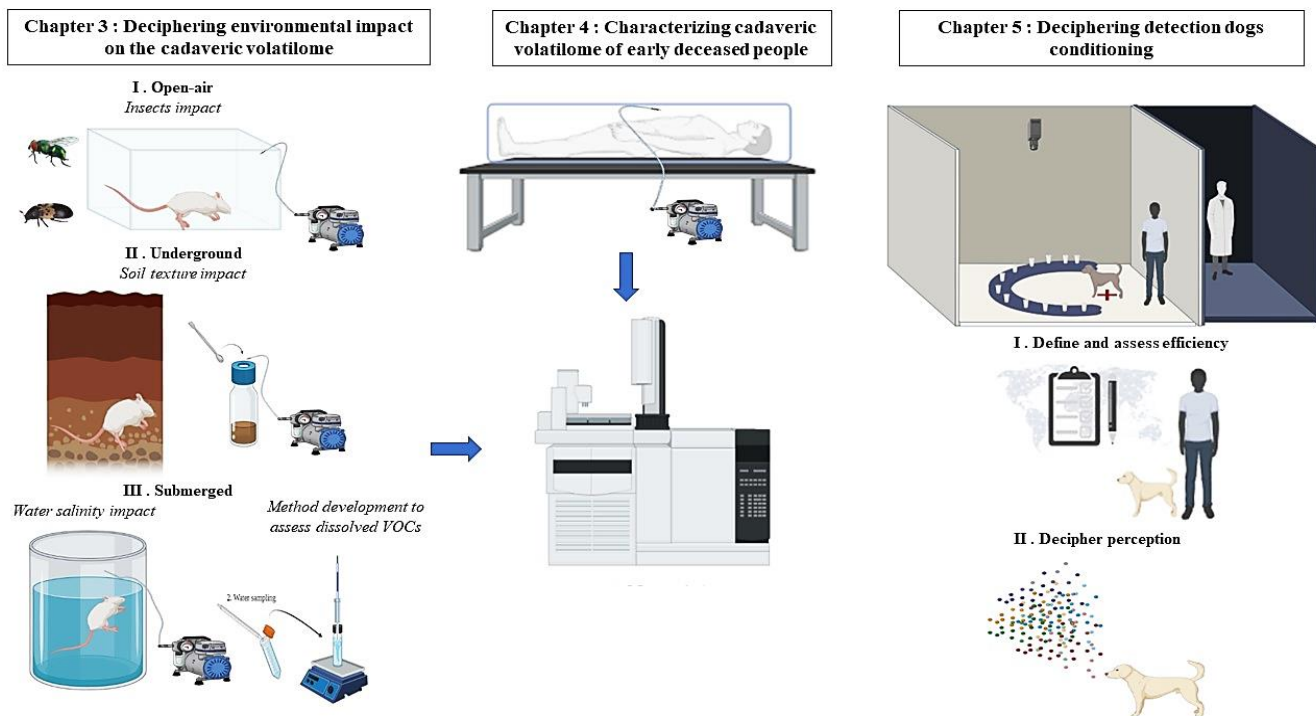 Chapter 3 : Deciphering environmental impact
on the cadaveric volatilome
I . Open-air
Insects impact
II . Underground
Soil texture impact
III . Submerged
Water salinity impact
Method development to
assess dissolved VOCs
2. Water sampling
Chapter 4 : Characterizing cadaveric
volatilome of early deceased people
Chapter 5 : Deciphering detection dogs
conditioning
I . Define and assess efficiency
II . Decipher perception